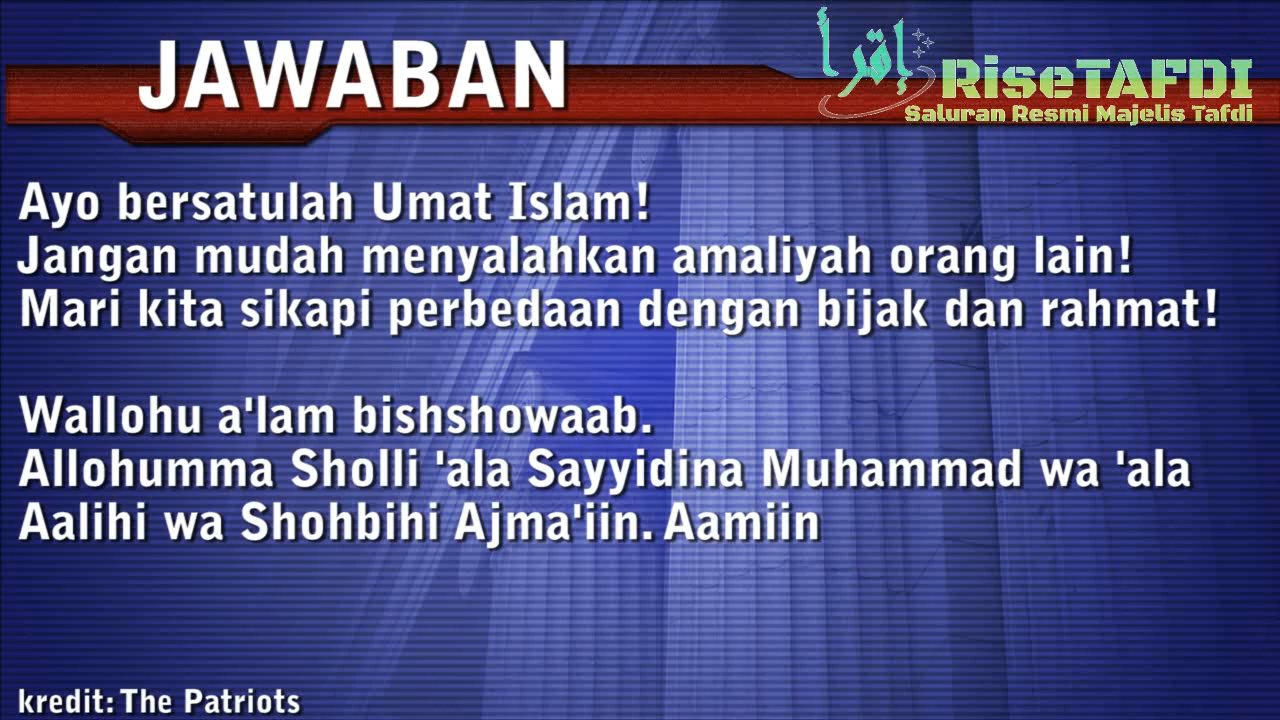 JAWABAN
إقرأ
RiseTAFDI
Saluran Resmi Majelis Tafdi
Ayo bersatulah Umat Islam!
Jangan mudah menyalahkan amaliyah orang lain!
Mari kita sikapi perbedaan dengan bijak dan rahmat!
Wallohu a'lam bishshowaab.
Allohumma Sholli 'ala Sayyidina Muhammad wa 'ala
Aalihi wa Shohbihi Ajma'iin. Aamiin
kredit: The Patriots